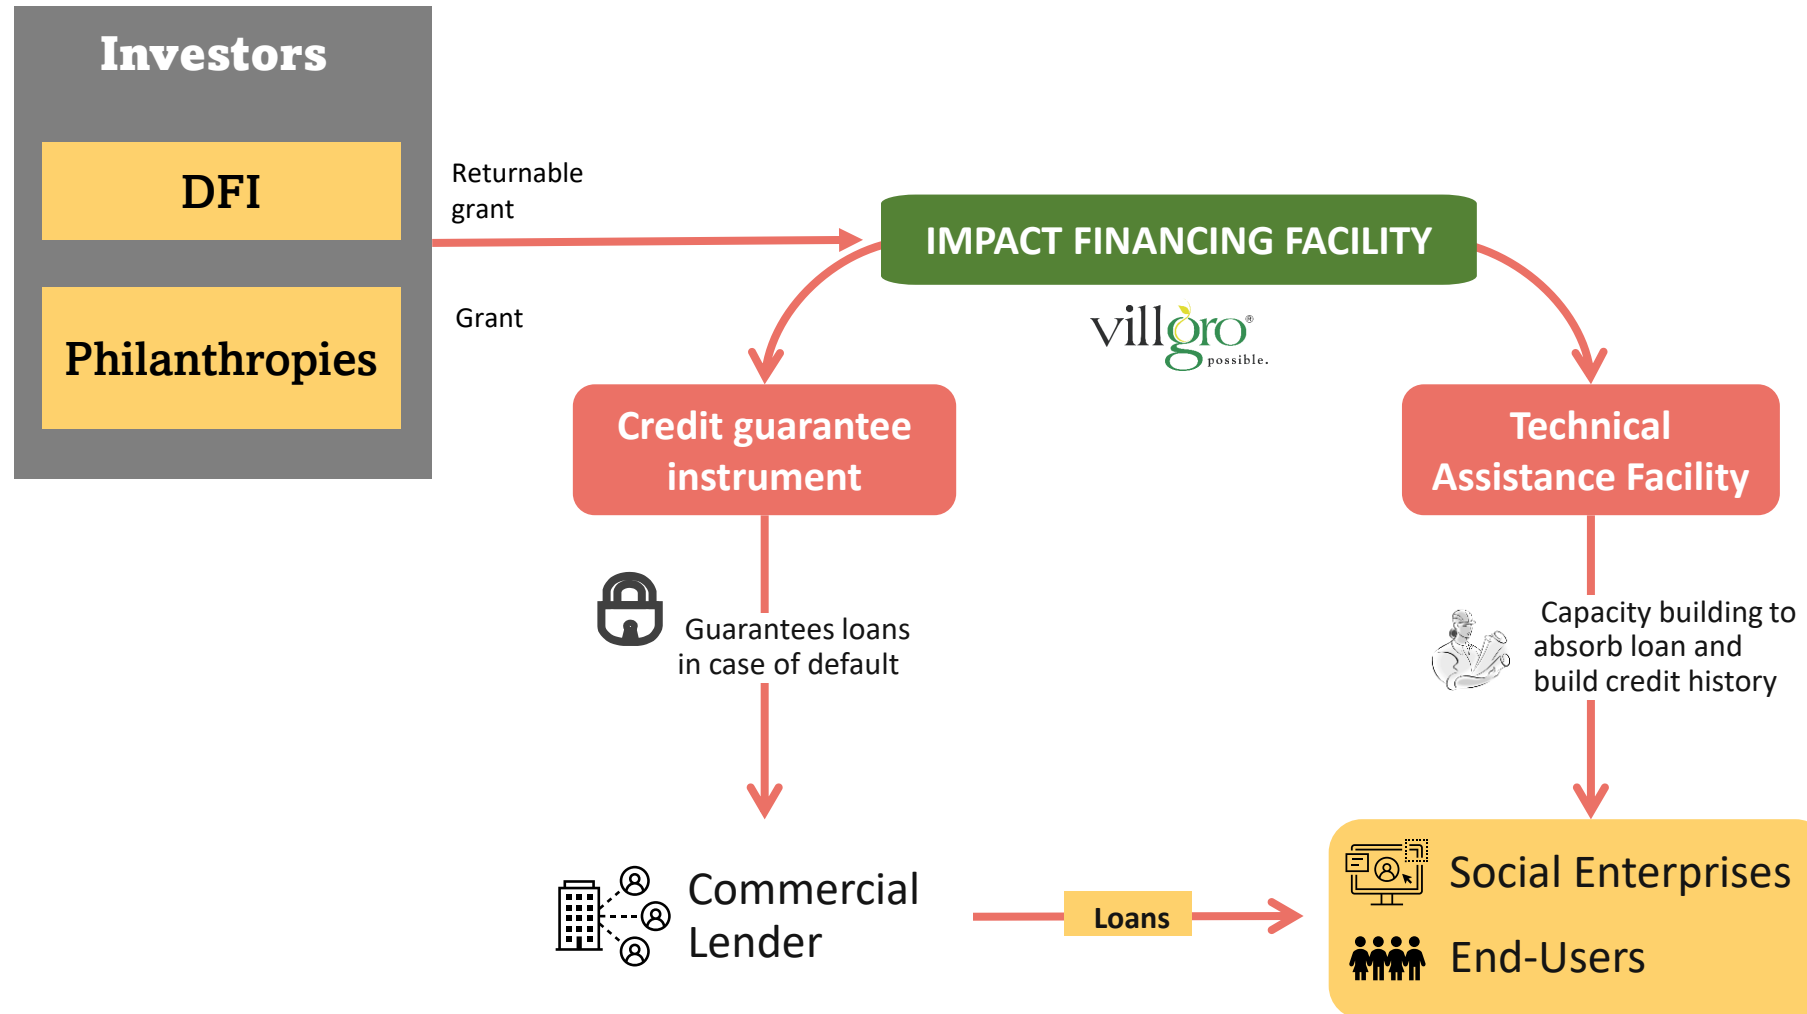 Investors
DFI
Philanthropies
Returnable
grant
Grant
IMPACT FINANCING FACILITY
villgro®
possible.
Credit guarantee
instrument
Technical
Assistance Facility
Guarantees loans
in case of default
Capacity building to
absorb loan and
build credit history
Commercial
Lender
Loans
Social Enterprises
End-Users